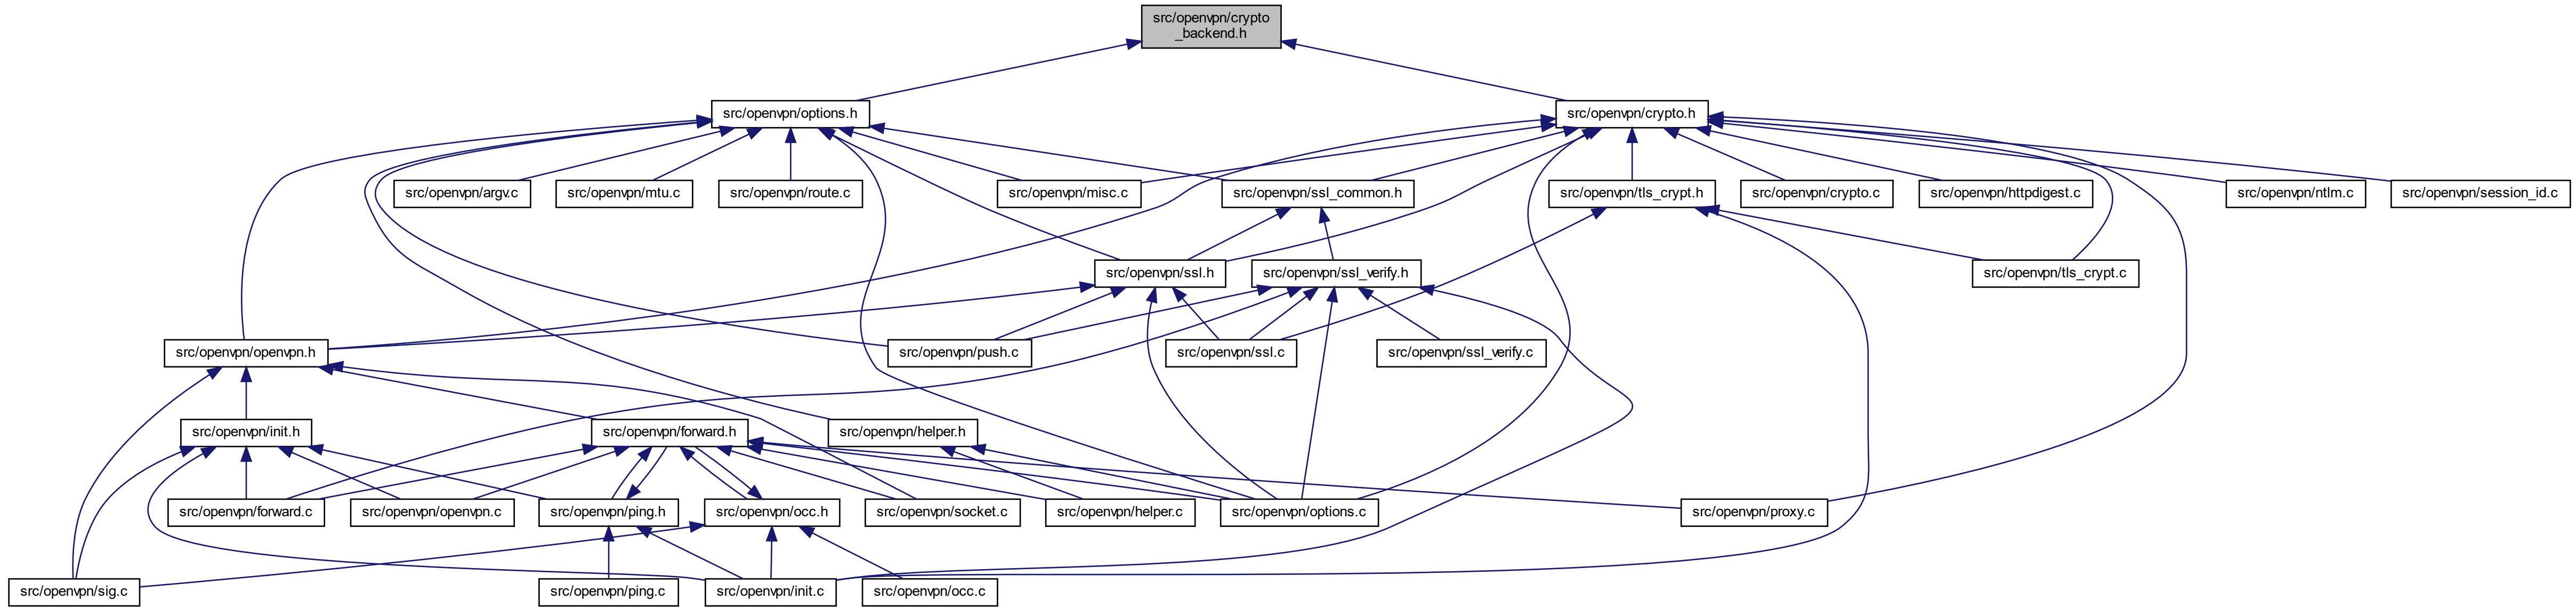 src/openvpn/crypto
_backend.h
src/openvpn/options.h
src/openvpn/crypto.h
src/openvpn/argv.c
src/openvpn/mtu.c
src/openvpn/route.c
src/openvpn/misc.c
src/openvpn/ssl_common.h
src/openvpn/tls_crypt.h
src/openvpn/crypto.c
src/openvpn/httpdigest.c
src/openvpn/ntlm.c
src/openvpn/session_id.c
src/openvpn/ssl.h
src/openvpn/ssl_verify.h
src/openvpn/tls_crypt.c
src/openvpn/openvpn.h
src/openvpn/push.c
src/openvpn/ssl.c
src/openvpn/ssl_verify.c
src/openvpn/init.h
src/openvpn/forward.h
src/openvpn/helper.h
src/openvpn/forward.c
src/openvpn/openvpn.c
src/openvpn/ping.h
src/openvpn/occ.h
src/openvpn/socket.c
src/openvpn/helper.c
src/openvpn/options.c
src/openvpn/proxy.c
src/openvpn/sig.c
src/openvpn/ping.c
src/openvpn/init.c
src/openvpn/occ.c